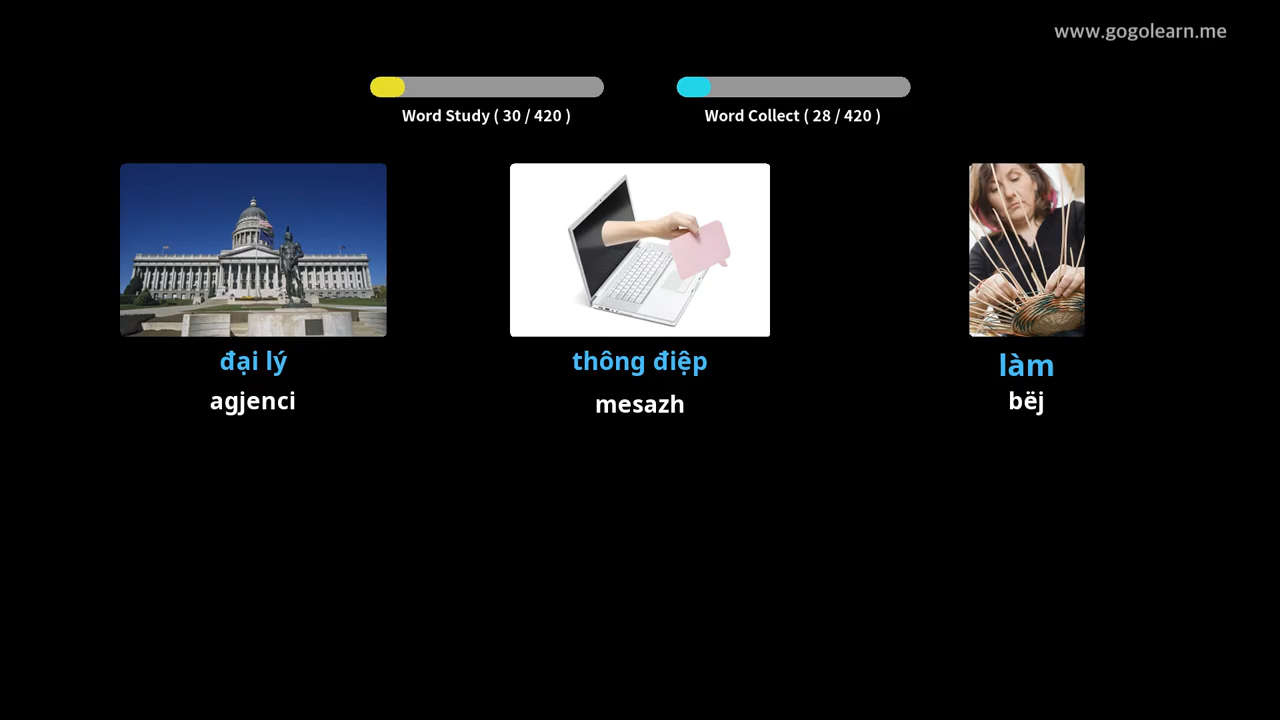 www.gogolearn.me
Word Study ( 30 / 420 )
Word Collect ( 28 / 420 )
đại lý
agjenci
thông điệp
mesazh
làm
bëj